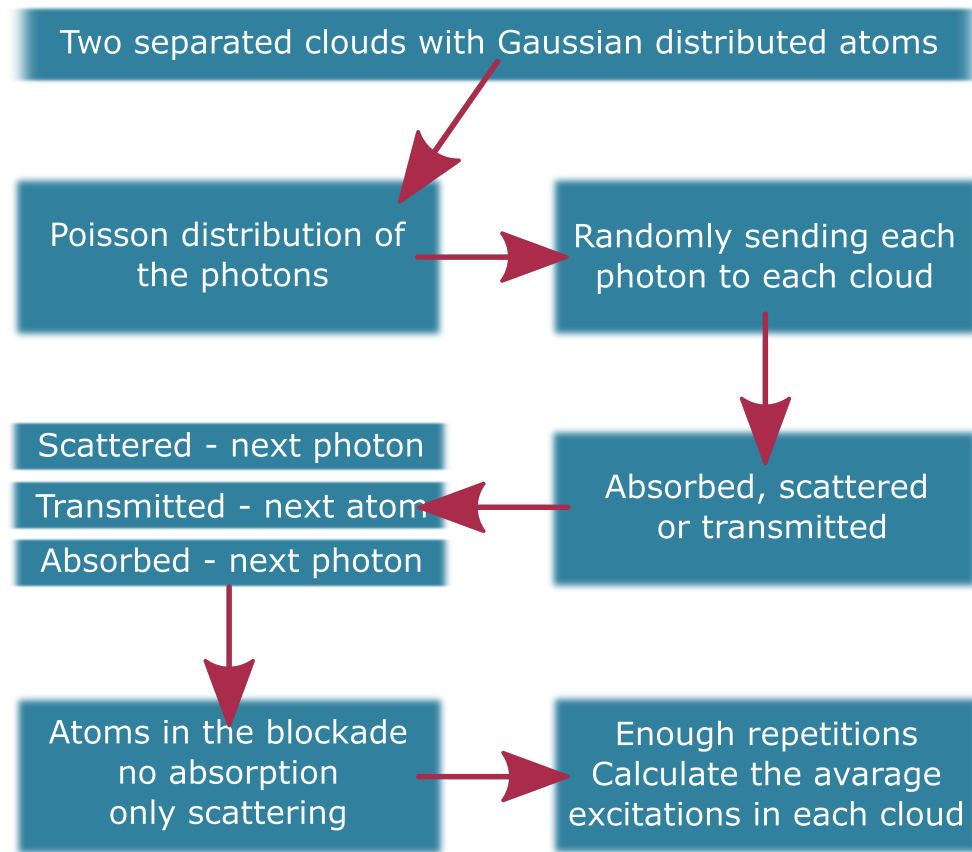 Two separated clouds with Gaussian distributed atoms
Poisson distribution of
the photons
Randomly sending each
photon to each cloud
Absorbed, scattered
or transmitted
Scattered - next photon
Transmitted - next atom
Absorbed - next photon
Atoms in the blockade
no absorption
only scattering
Enough repetitions
Calculate the avarage
excitations in each cloud